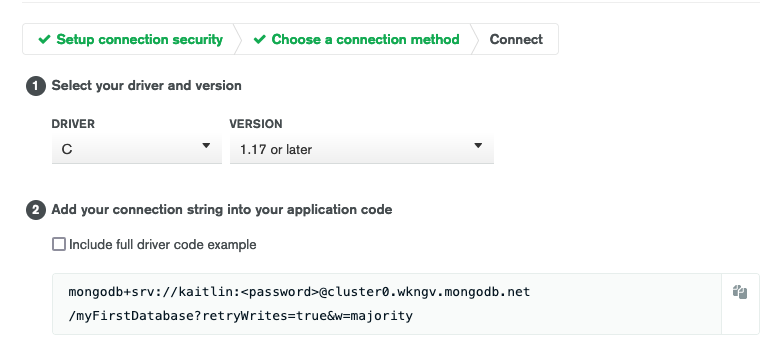 Setup connection security Choose a connection method Connect
1 Select your driver and version
DRIVER VERSION
C 1.17 or later
2 Add your connection string into your application code
Include full driver code example
mongodb+srv://kaitlin:<password>@cluster0.wkngv.mongodb.net
/myFirstDatabase?retryWrites=true&w=majority